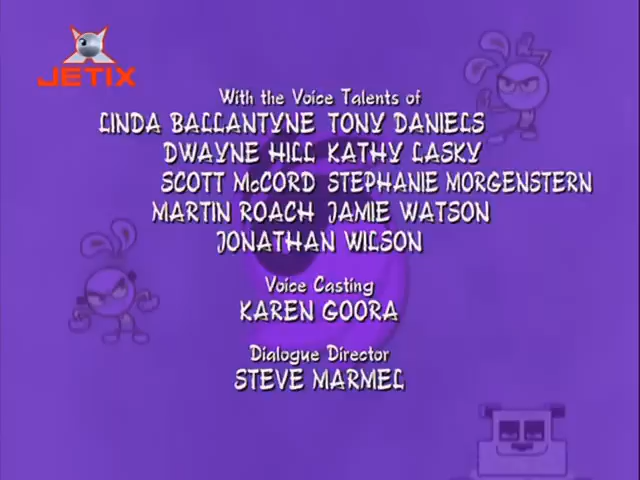 JETIX
With the Voice Talents of
LINDA BALLANTYNE TONY DANIELS
DWAYNE HILL KATHY LASKY
SCOTT McCORD STEPHANIE MORGENSTERN
MARTIN ROACH JAMIE WATSON
JONATHAN WILSON
Voice Casting
KAREN GOORA
Dialogue Director
STEVE MARMEL